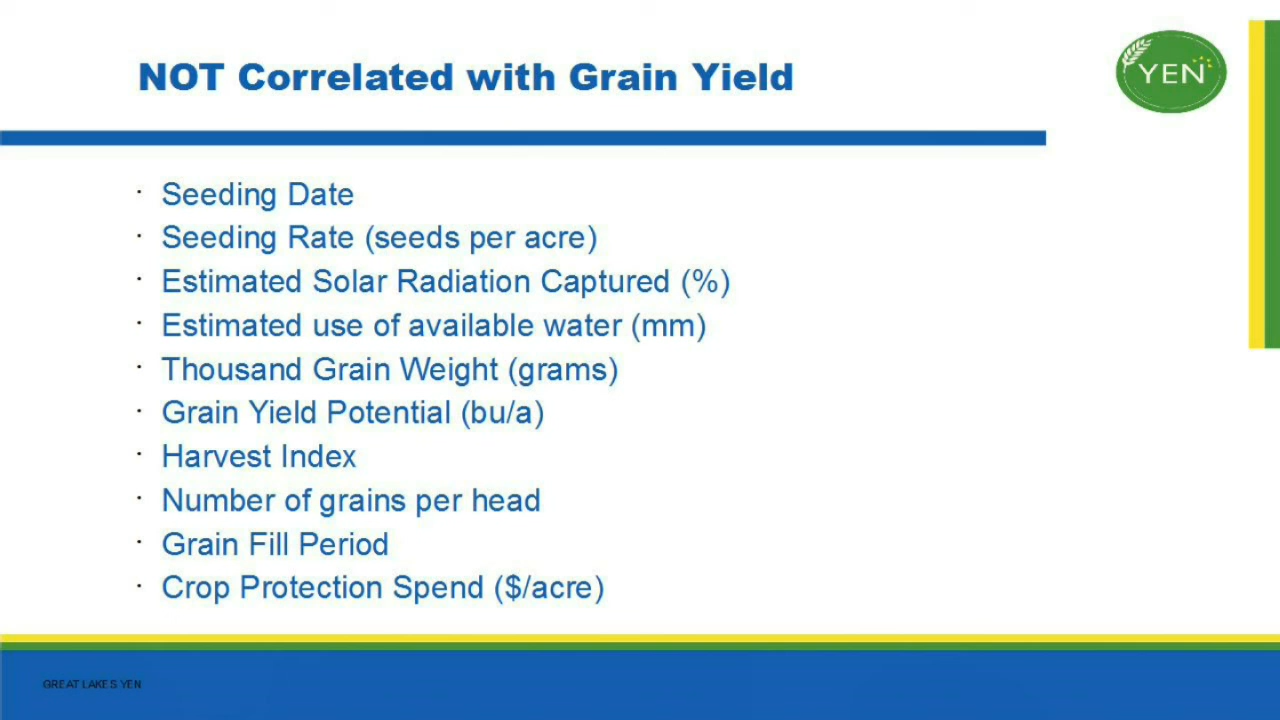 NOT Correlated with Grain Yield
YEN
· Seeding Date
· Seeding Rate (seeds per acre)
· Estimated Solar Radiation Captured (%)
· Estimated use of available water (mm)
· Thousand Grain Weight (grams)
· Grain Yield Potential (bu/a)
· Harvest Index
· Number of grains per head
· Grain Fill Period
· Crop Protection Spend ($/acre)
GREAT LAKES YEN